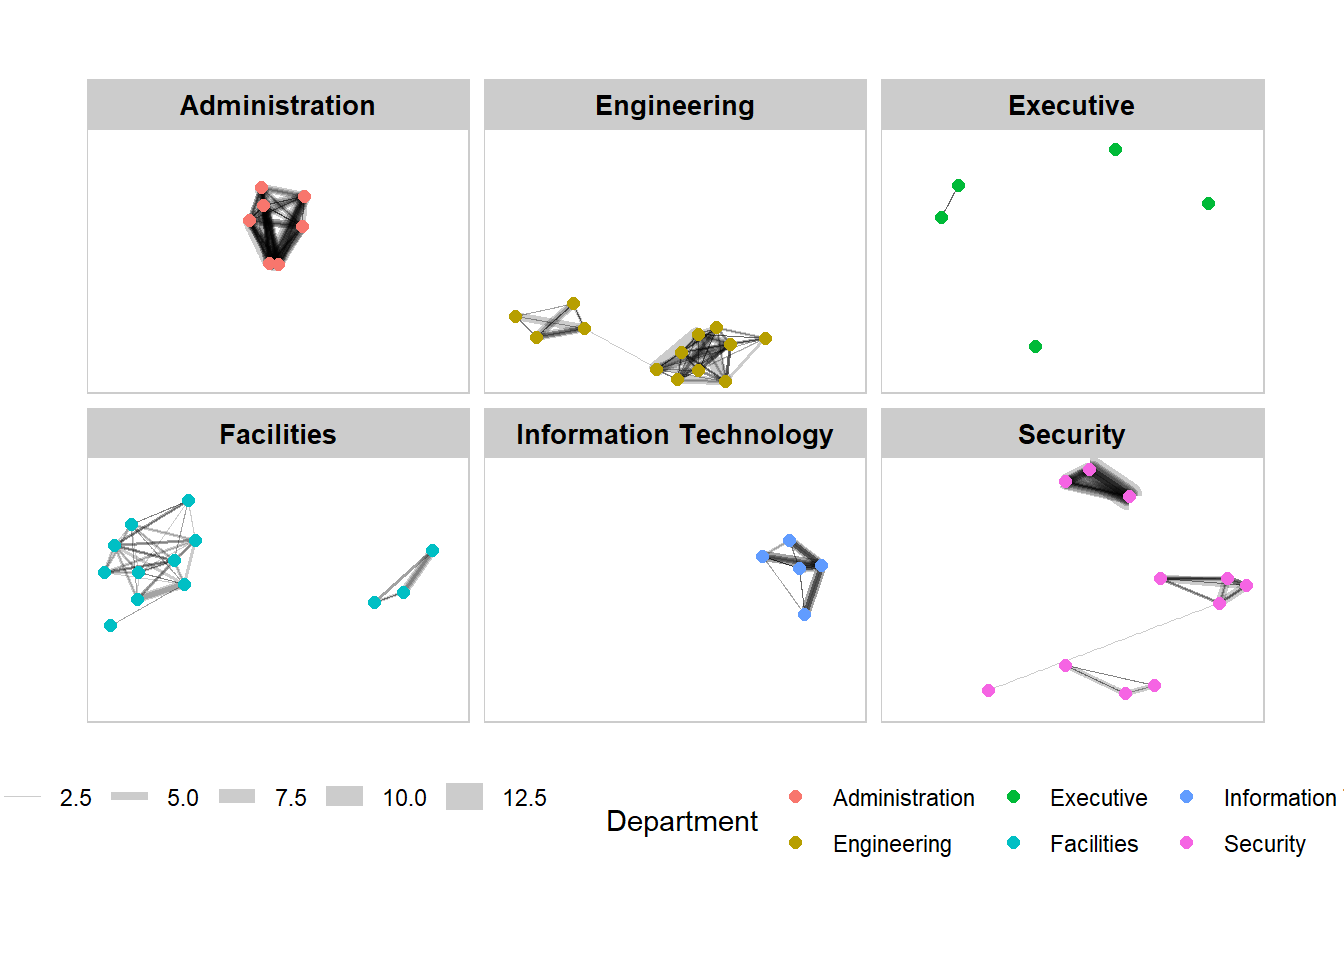 Administration Engineering Executive
Facilities Information Technology Security
2.5 5.0 7.5 10.0 12.5
Department
Administration Executive Information
Engineering Facilities Security